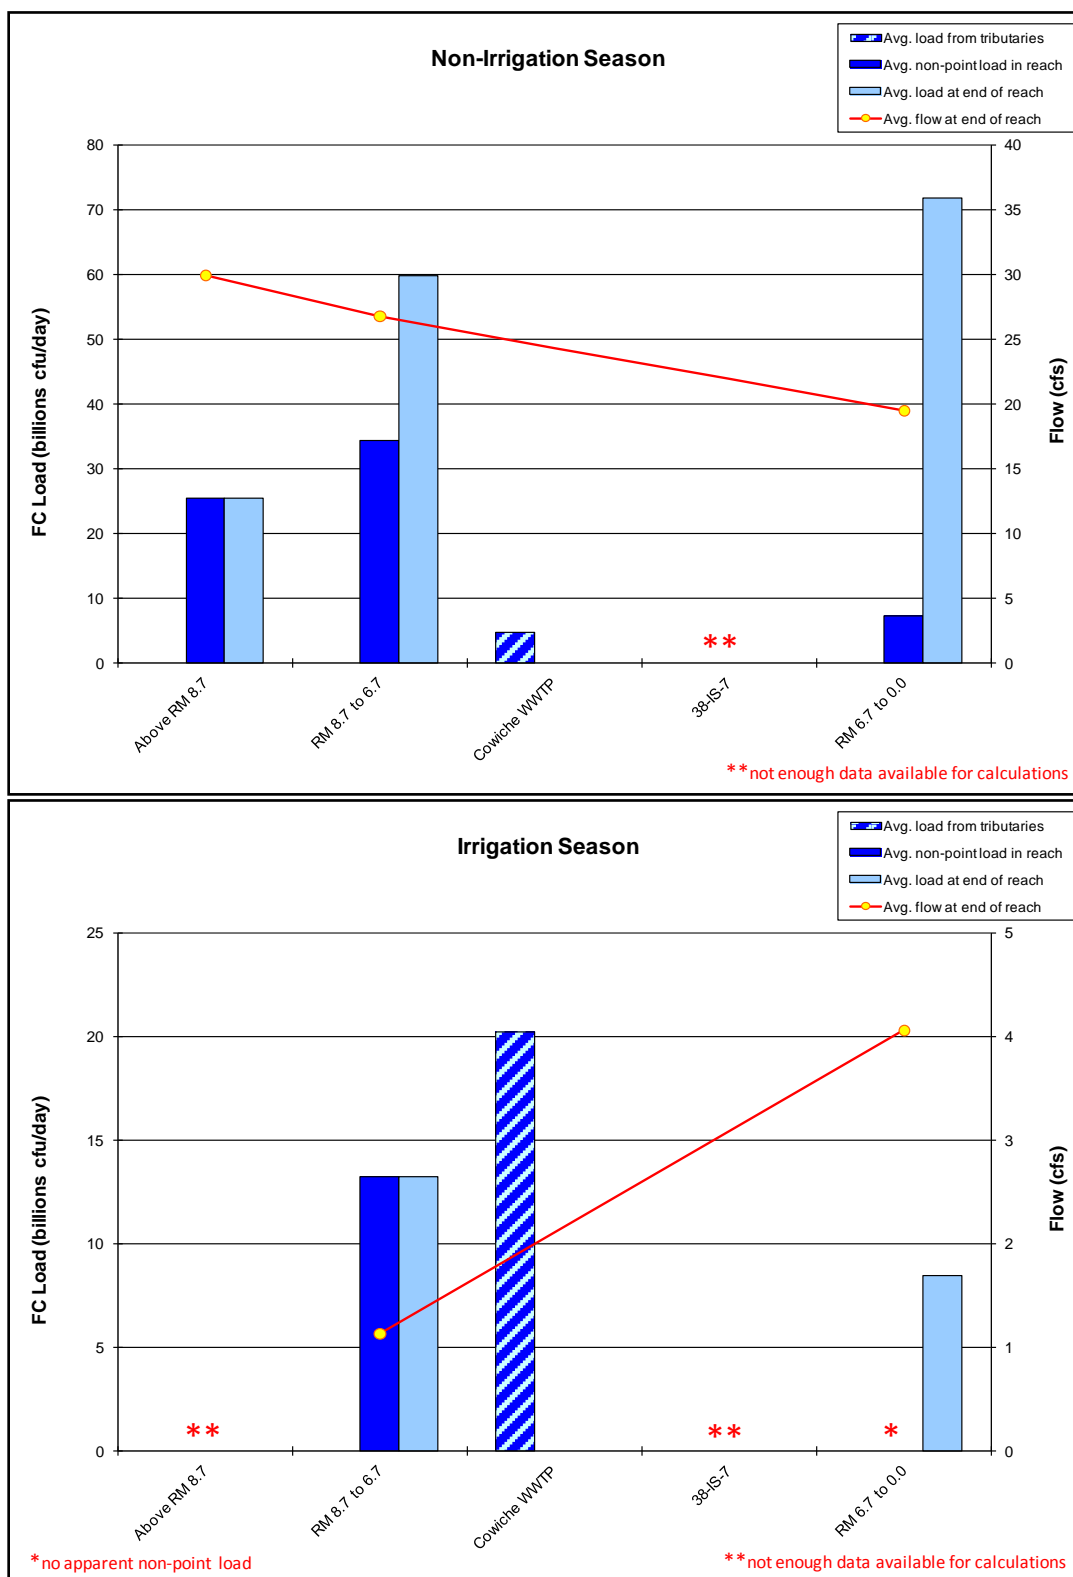 Non-Irrigation Season
Avg. load from tributaries
Avg. non-point load in reach
Avg. load at end of reach
Avg. flow at end of reach
80
70
60
50
40
30
20
10
0
FC Load (billions cfu/day)
40
35
30
25
20
15
10
5
0
Flow (cfs)
**
Above RM 8.7
RM 8.7 to 6.7
Cowiche WWTP
38-IS-7
RM 6.7 to 0.0
**not enough data available for calculations
Irrigation Season
Avg. load from tributaries
Avg. non-point load in reach
Avg. load at end of reach
Avg. flow at end of reach
25
20
15
10
5
0
FC Load (billions cfu/day)
5
4
3
2
1
0
Flow (cfs)
**
**
*
Above RM 8.7
RM 8.7 to 6.7
Cowiche WWTP
38-IS-7
RM 6.7 to 0.0
*no apparent non-point load
**not enough data available for calculations